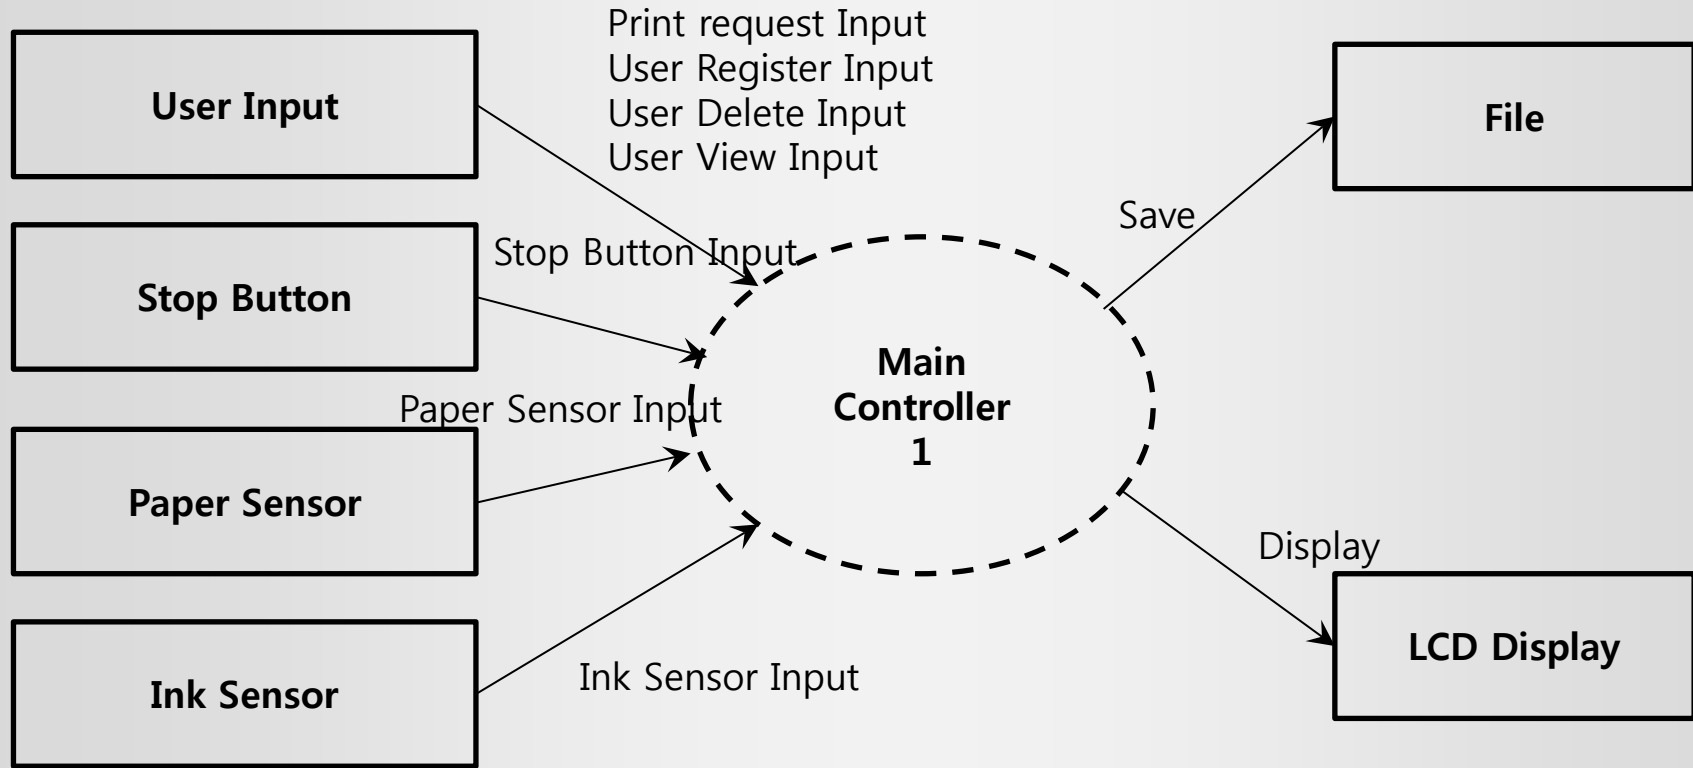 Print request Input
User Register Input
User Delete Input
User View Input
User Input
File
Save
Stop Button Input
Stop Button
Main
Controller
1
Paper Sensor Input
Paper Sensor
Display
LCD Display
Ink Sensor Input
Ink Sensor